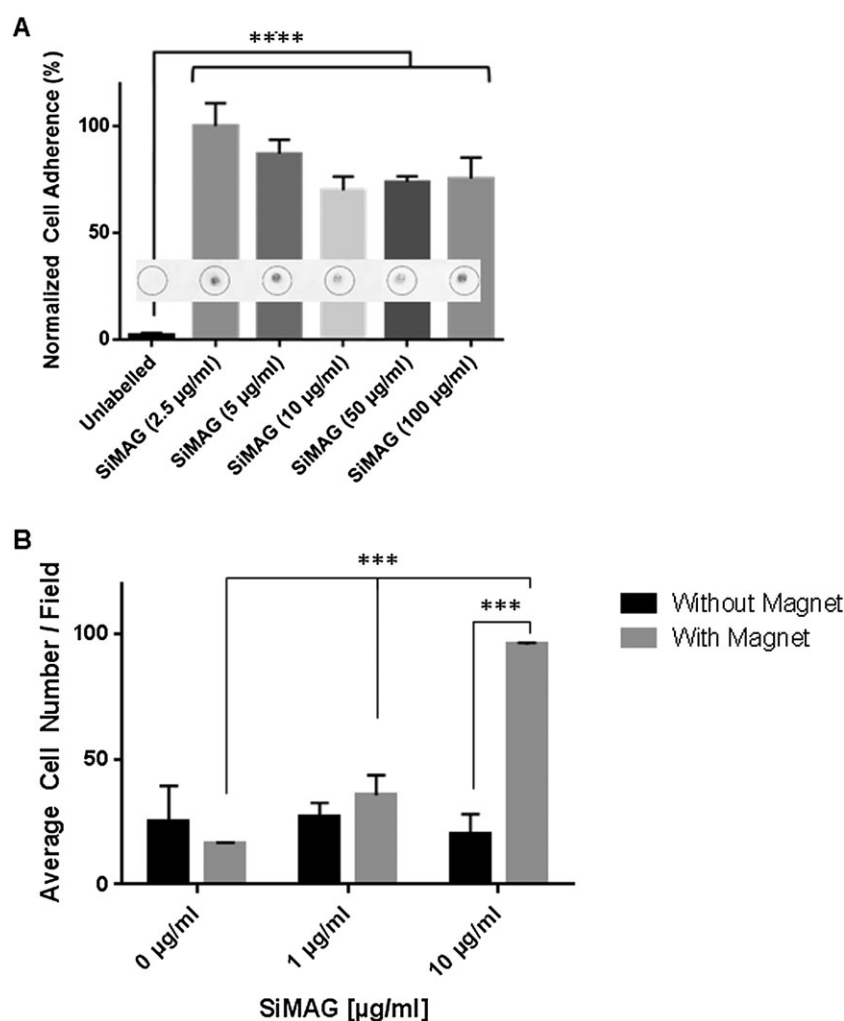 A
****
Normalized Cell Adherence (%)
100
50
0
Unlabelled
SiMAG (2.5 µg/ml)
SiMAG (5 µg/ml)
SiMAG (10 µg/ml)
SiMAG (50 µg/ml)
SiMAG (100 µg/ml)
B
***
***
Without Magnet
With Magnet
Average Cell Number / Field
100
50
0
0 µg/ml
1 µg/ml
10 µg/ml
SiMAG [µg/ml]